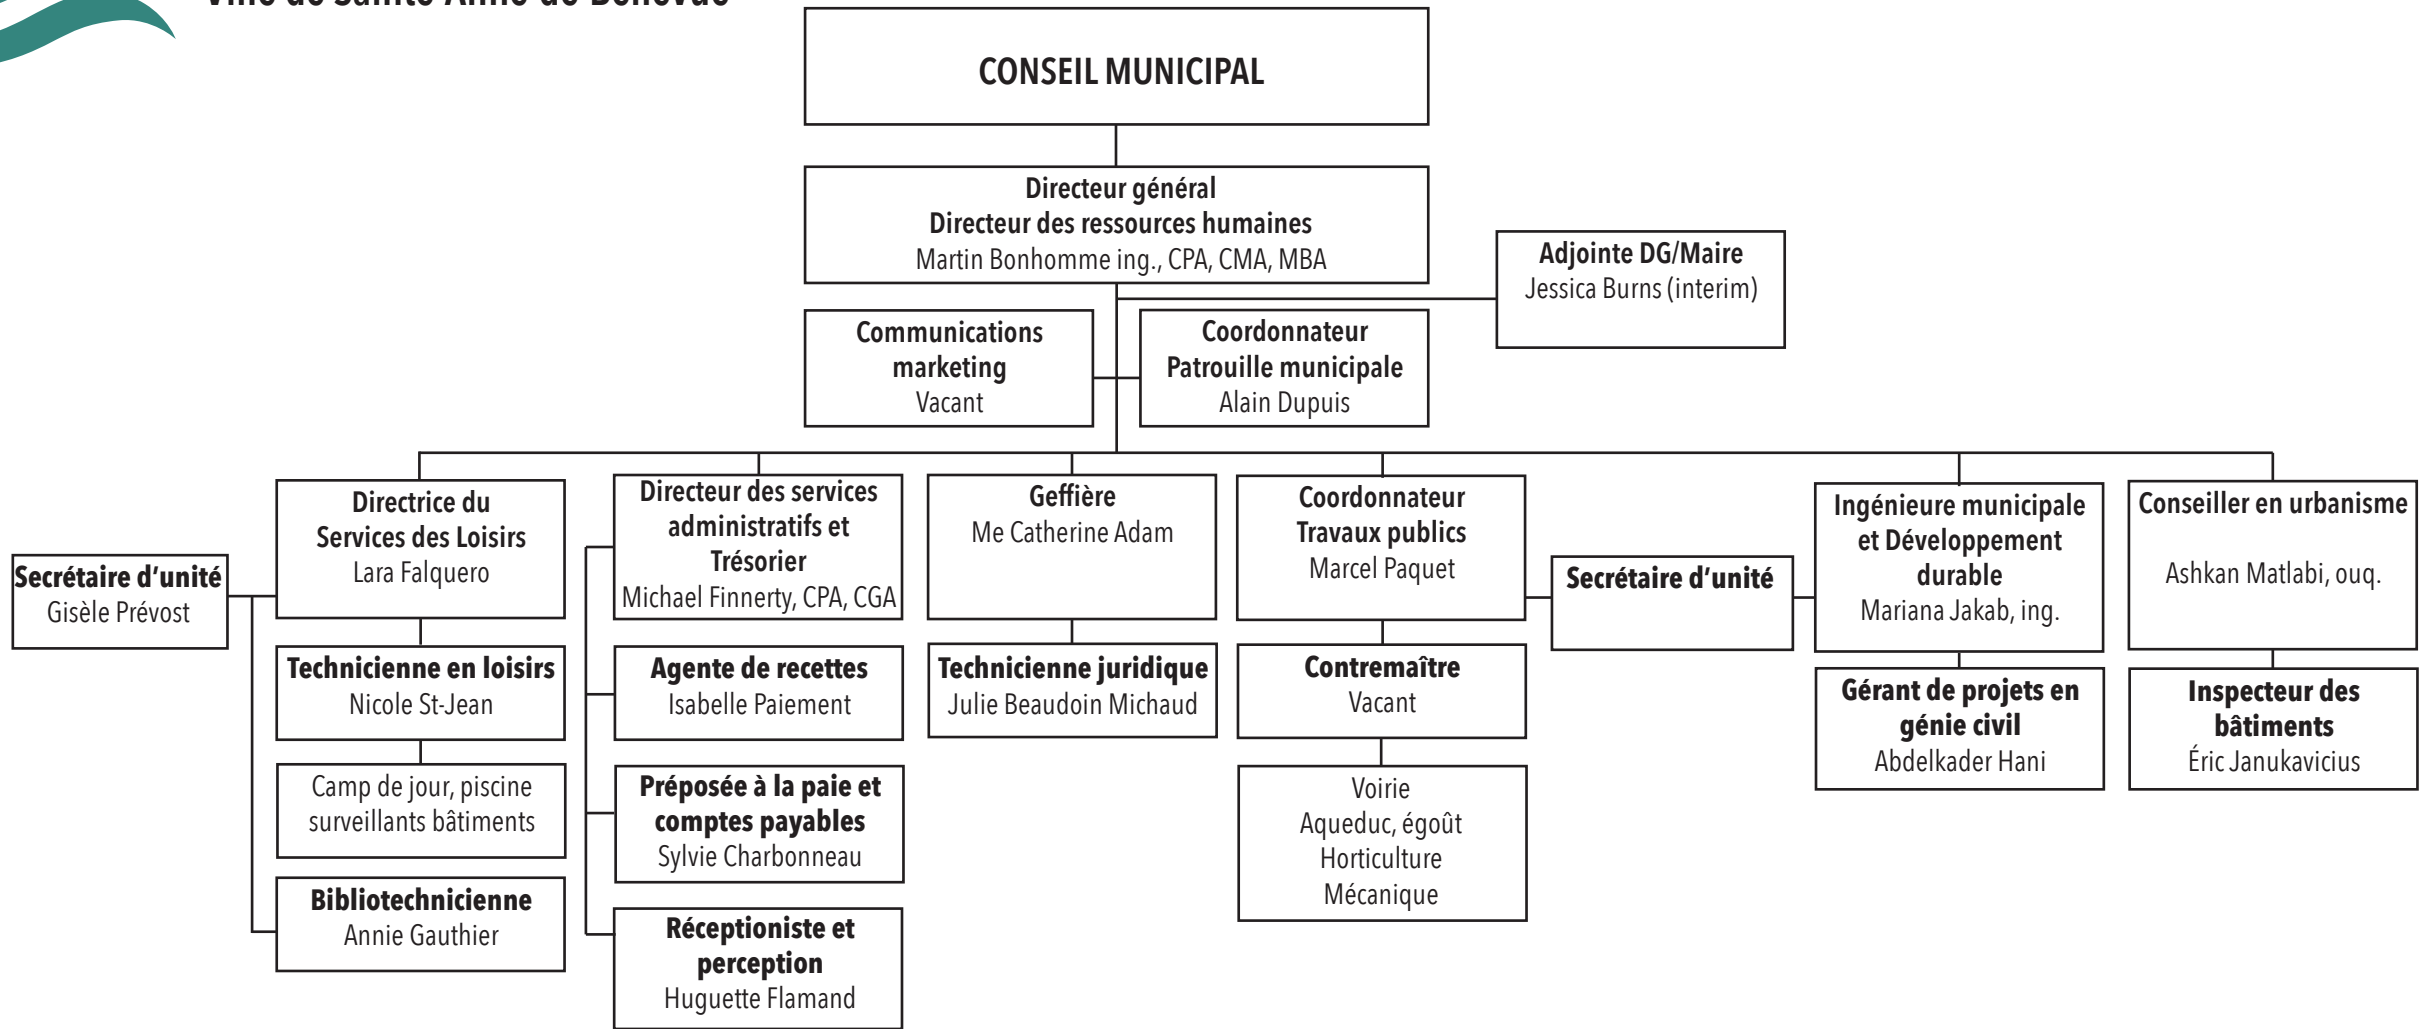 Ville de Sainte-Anne-de-Bellevue
CONSEIL MUNICIPAL
Directeur général
Directeur des ressources humaines
Martin Bonhomme ing., CPA, CMA, MBA
Adjointe DG/Maire
Jessica Burns (interim)
Communications
marketing
Vacant
Coordonnateur
Patrouille municipale
Alain Dupuis
Secrétaire d'unité
Gisèle Prévost
Directrice du
Services des Loisirs
Lara Falquero
Technicienne en loisirs
Nicole St-Jean
Camp de jour, piscine
surveillants bâtiments
Bibliotechnicienne
Annie Gauthier
Directeur des services
administratifs et
Trésorier
Michael Finnerty, CPA, CGA
Agente de recettes
Isabelle Paiement
Préposée à la paie et
comptes payables
Sylvie Charbonneau
Réceptioniste et
perception
Huguette Flamand
Geffière
Me Catherine Adam
Technicienne juridique
Julie Beaudoin Michaud
Coordonnateur
Travaux publics
Marcel Paquet
Contremaître
Vacant
Voirie
Aqueduc, égoût
Horticulture
Mécanique
Secrétaire d'unité
Ingénieure municipale
et Développement
durable
Mariana Jakab, ing.
Gérant de projets en
génie civil
Abdelkader Hani
Conseiller en urbanisme
Ashkan Matlabi, ouq.
Inspecteur des
bâtiments
Éric Janukavicius